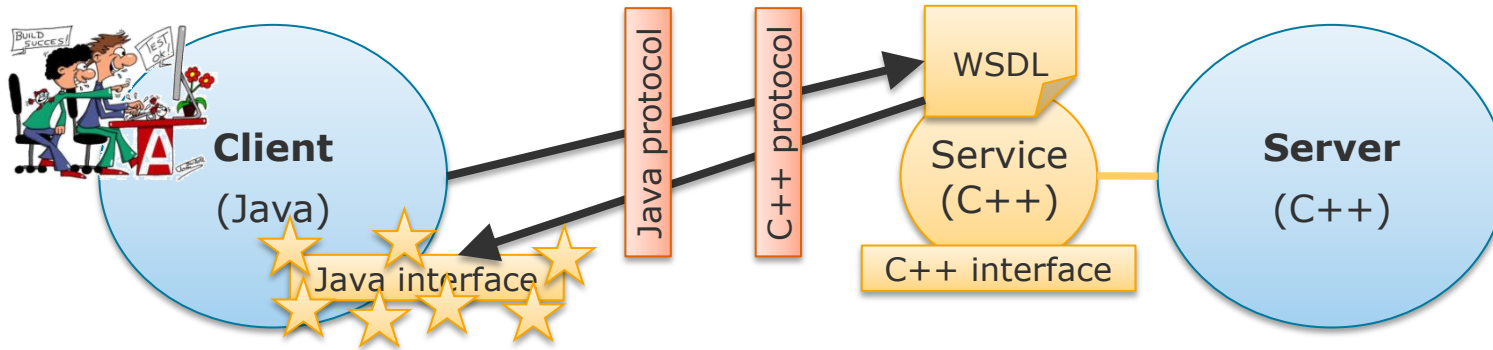 BUILD
SUCCES!
TEST
OK!
Client
(Java)
Java interface
Java protocol
C++ protocol
WSDL
Service
(C++)
C++ interface
Server
(C++)